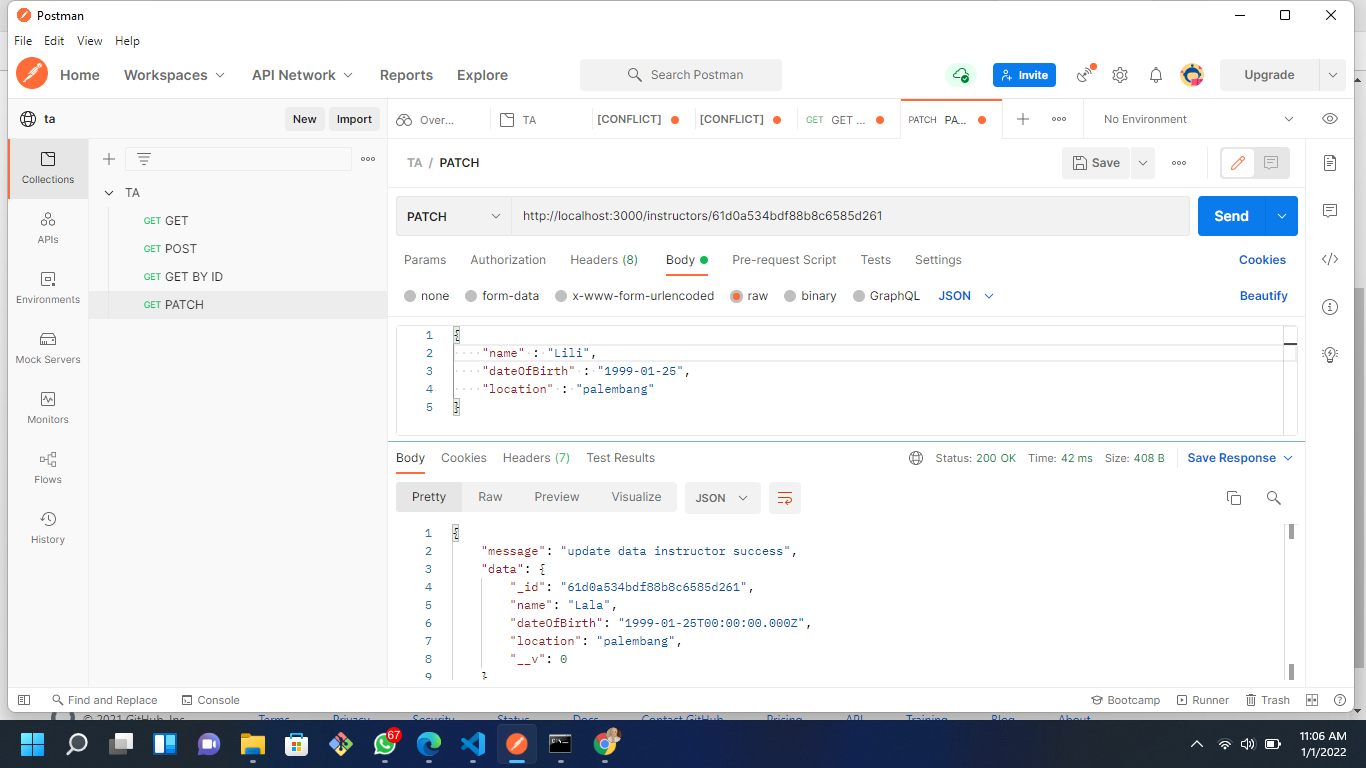 Postman
File Edit View Help
Home Workspaces API Network Reports Explore Search Postman Invite Upgrade
ta New Import Over... TA [CONFLICT] [CONFLICT] GET GET ... PATCH PA... No Environment
Collections
APIs
Environments
Mock Servers
Monitors
Flows
History
TA
GET GET
GET POST
GET GET BY ID
GET PATCH
TA / PATCH Save
PATCH http://localhost:3000/instructors/61d0a534bdf88b8c6585d261 Send
Params Authorization Headers (8) Body Pre-request Script Tests Settings Cookies
none form-data x-www-form-urlencoded raw binary GraphQL JSON Beautify
1 {
2 "name" : "Lili",
3 "dateOfBirth" : "1999-01-25",
4 "location" : "palembang"
5 }
Body Cookies Headers (7) Test Results Status: 200 OK Time: 42 ms Size: 408 B Save Response
Pretty Raw Preview Visualize JSON
1 {
2 "message": "update data instructor success",
3 "data": {
4 "_id": "61d0a534bdf88b8c6585d261",
5 "name": "Lala",
6 "dateOfBirth": "1999-01-25T00:00:00.000Z",
7 "location": "palembang",
8 "__v": 0
9 }
Find and Replace Console Bootcamp Runner Trash
© 2021 GitHub, Inc. Terms Privacy Security Status Docs Contact GitHub Pricing API Training Blog About
67
11:06 AM
1/1/2022